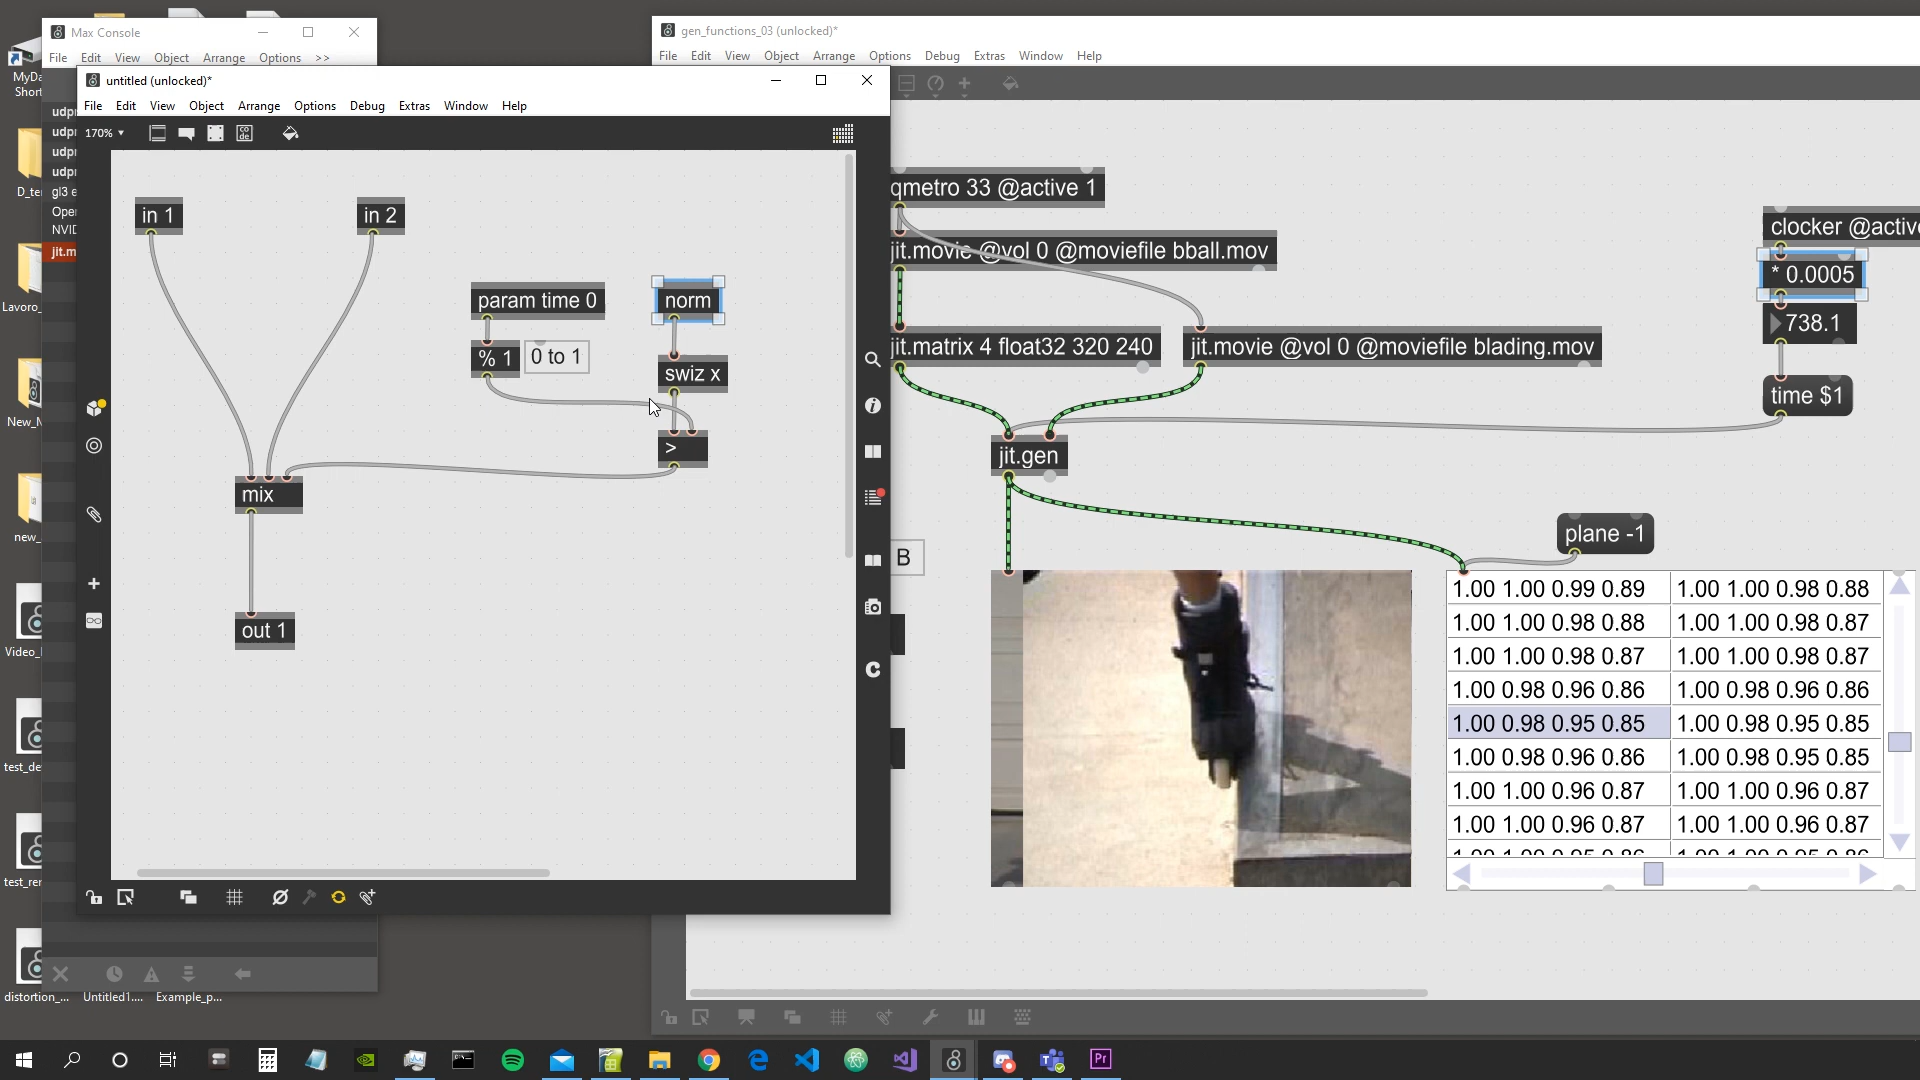 Max Console
File Edit View Object Arrange Options >>
gen_functions_03 (unlocked)*
File Edit View Object Arrange Options Debug Extras Window Help
untitled (unlocked)*
File Edit View Object Arrange Options Debug Extras Window Help
170%
in 1
in 2
param time 0
norm
% 1
0 to 1
swiz x
>
mix
out 1
qmetro 33 @active 1
jit.movie @vol 0 @moviefile bball.mov
jit.matrix 4 float32 320 240
jit.movie @vol 0 @moviefile blading.mov
clocker @active
* 0.0005
738.1
time $1
jit.gen
plane -1
B
1.00 1.00 0.99 0.89 1.00 1.00 0.98 0.88
1.00 1.00 0.98 0.88 1.00 1.00 0.98 0.87
1.00 1.00 0.98 0.87 1.00 1.00 0.98 0.87
1.00 0.98 0.96 0.86 1.00 0.98 0.96 0.86
1.00 0.98 0.95 0.85 1.00 0.98 0.95 0.85
1.00 0.98 0.96 0.86 1.00 0.98 0.95 0.85
1.00 1.00 0.96 0.87 1.00 1.00 0.96 0.87
1.00 1.00 0.96 0.87 1.00 1.00 0.96 0.87
MyDa
Short
D_te
Lavoro_
New_M
new_
Video_
test_de
test_re
distortion_...
Untitled1....
Example_p...
udp
udp
udp
udp
gl3 e
Ope
NVID
jit.m
code
C
Pr